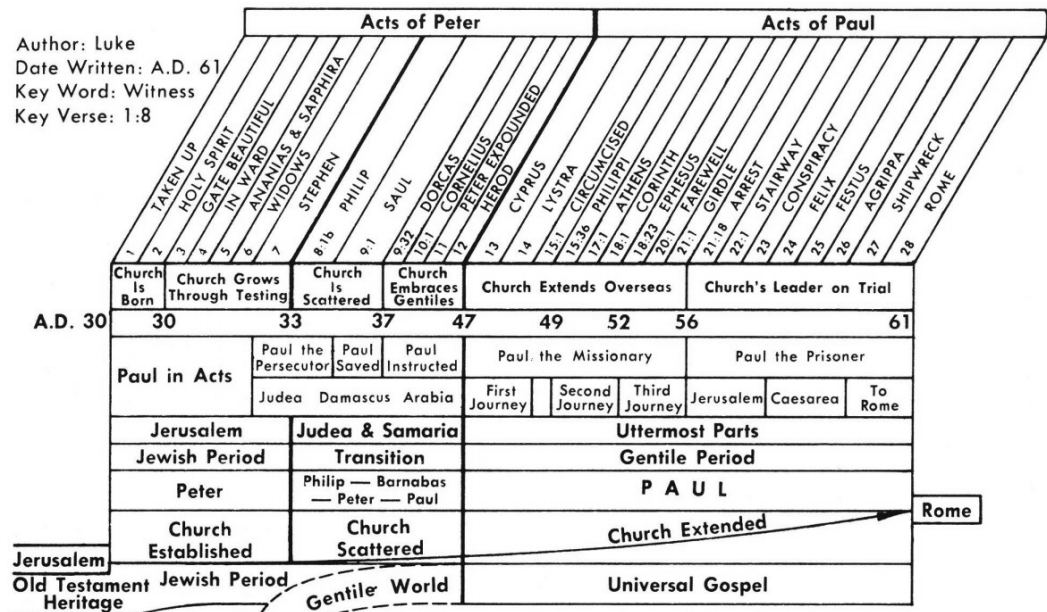 Acts of Peter
Acts of Paul
Author: Luke
Date Written: A.D. 61
Key Word: Witness
Key Verse: 1:8
TAKEN UP
HOLY SPIRIT
GATE BEAUTIFUL
IN WARD
ANANIAS & SAPPHIRA
WIDOWS
STEPHEN
PHILIP
SAUL
DORCAS
CORNELIUS
PETER EXPOUNDED
HEROD
CYPRUS
LYSTRA
CIRCUMCISED
PHILIPPI
ATHENS
CORINTH
EPHESUS
FAREWELL
GIRDLE
ARREST
STAIRWAY
CONSPIRACY
FELIX
FESTUS
AGRIPPA
SHIPWRECK
ROME
1 2 3 4 5 6 7 8:1b 9:1 9:32 10:1 11 12 13 14 15:1 15:36 17:1 18:1 18:23 20:1 21:1 21:18 22:1 23 24 25 26 27 28
Church
Is
Born
Church Grows
Through Testing
Church
Is
Scattered
Church
Embraces
Gentiles
Church Extends Overseas
Church's Leader on Trial
A.D. 30 30 33 37 47 49 52 56 61
Paul in Acts
Paul the
Persecutor
Paul
Saved
Paul
Instructed
Paul the Missionary
Paul the Prisoner
Judea Damascus Arabia
First
Journey
Second
Journey
Third
Journey
Jerusalem
Caesarea
To
Rome
Jerusalem
Judea & Samaria
Uttermost Parts
Jewish Period
Transition
Gentile Period
Peter
Philip — Barnabas
— Peter — Paul
PAUL
Church
Established
Church
Scattered
Church Extended
Rome
Jerusalem
Old Testament
Heritage
Jewish Period
Gentile World
Universal Gospel